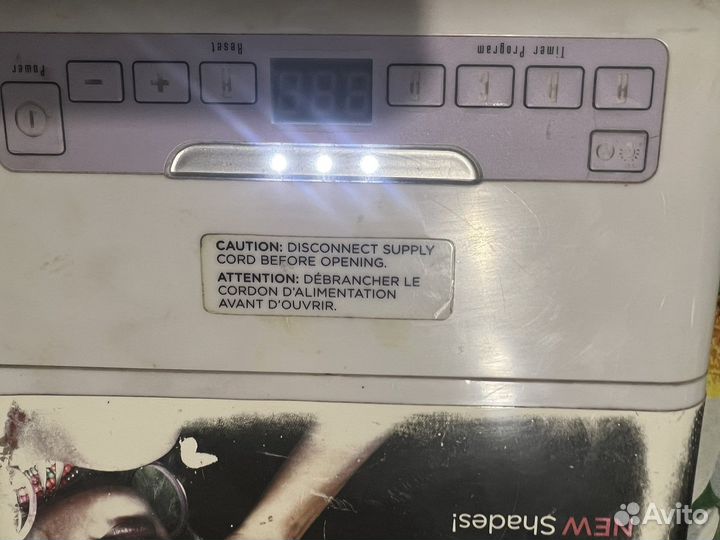 Power
Reset
Timer Program
CAUTION: DISCONNECT SUPPLY
CORD BEFORE OPENING.
ATTENTION: DÉBRANCHER LE
CORDON D'ALIMENTATION
AVANT D'OUVRIR.
NEW Shades!
Avito